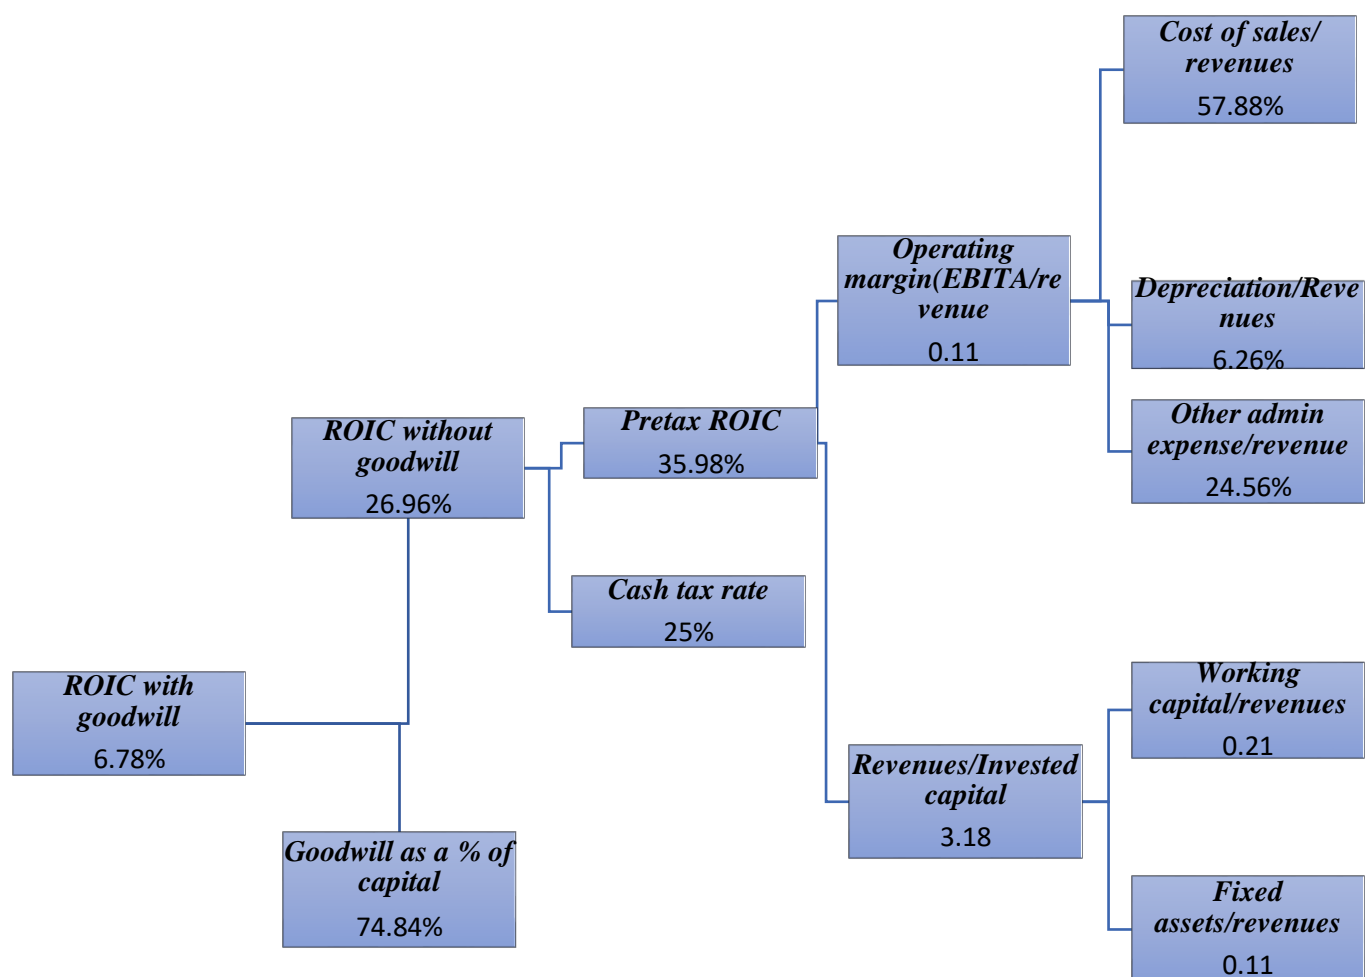 Cost of sales/
revenues
57.88%
Operating
margin(EBITA/re
venue
0.11
Depreciation/Reve
nues
6.26%
Other admin
expense/revenue
24.56%
Pretax ROIC
35.98%
ROIC without
goodwill
26.96%
Cash tax rate
25%
ROIC with
goodwill
6.78%
Working
capital/revenues
0.21
Revenues/Invested
capital
3.18
Goodwill as a % of
capital
74.84%
Fixed
assets/revenues
0.11